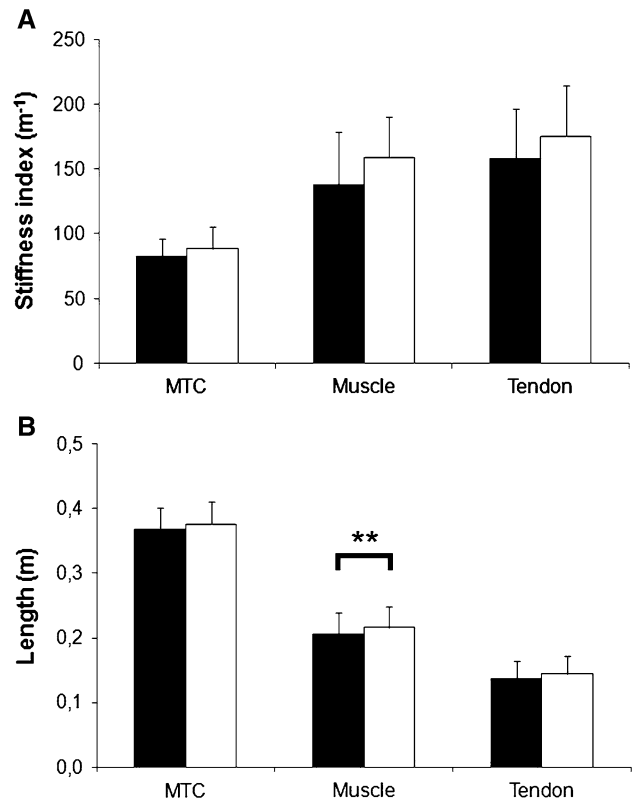 A
250
200
150
100
50
0
Stiffness index (m-1)
MTC Muscle Tendon
B
0,5
0,4
0,3
0,2
0,1
0,0
Length (m)
**
MTC Muscle Tendon